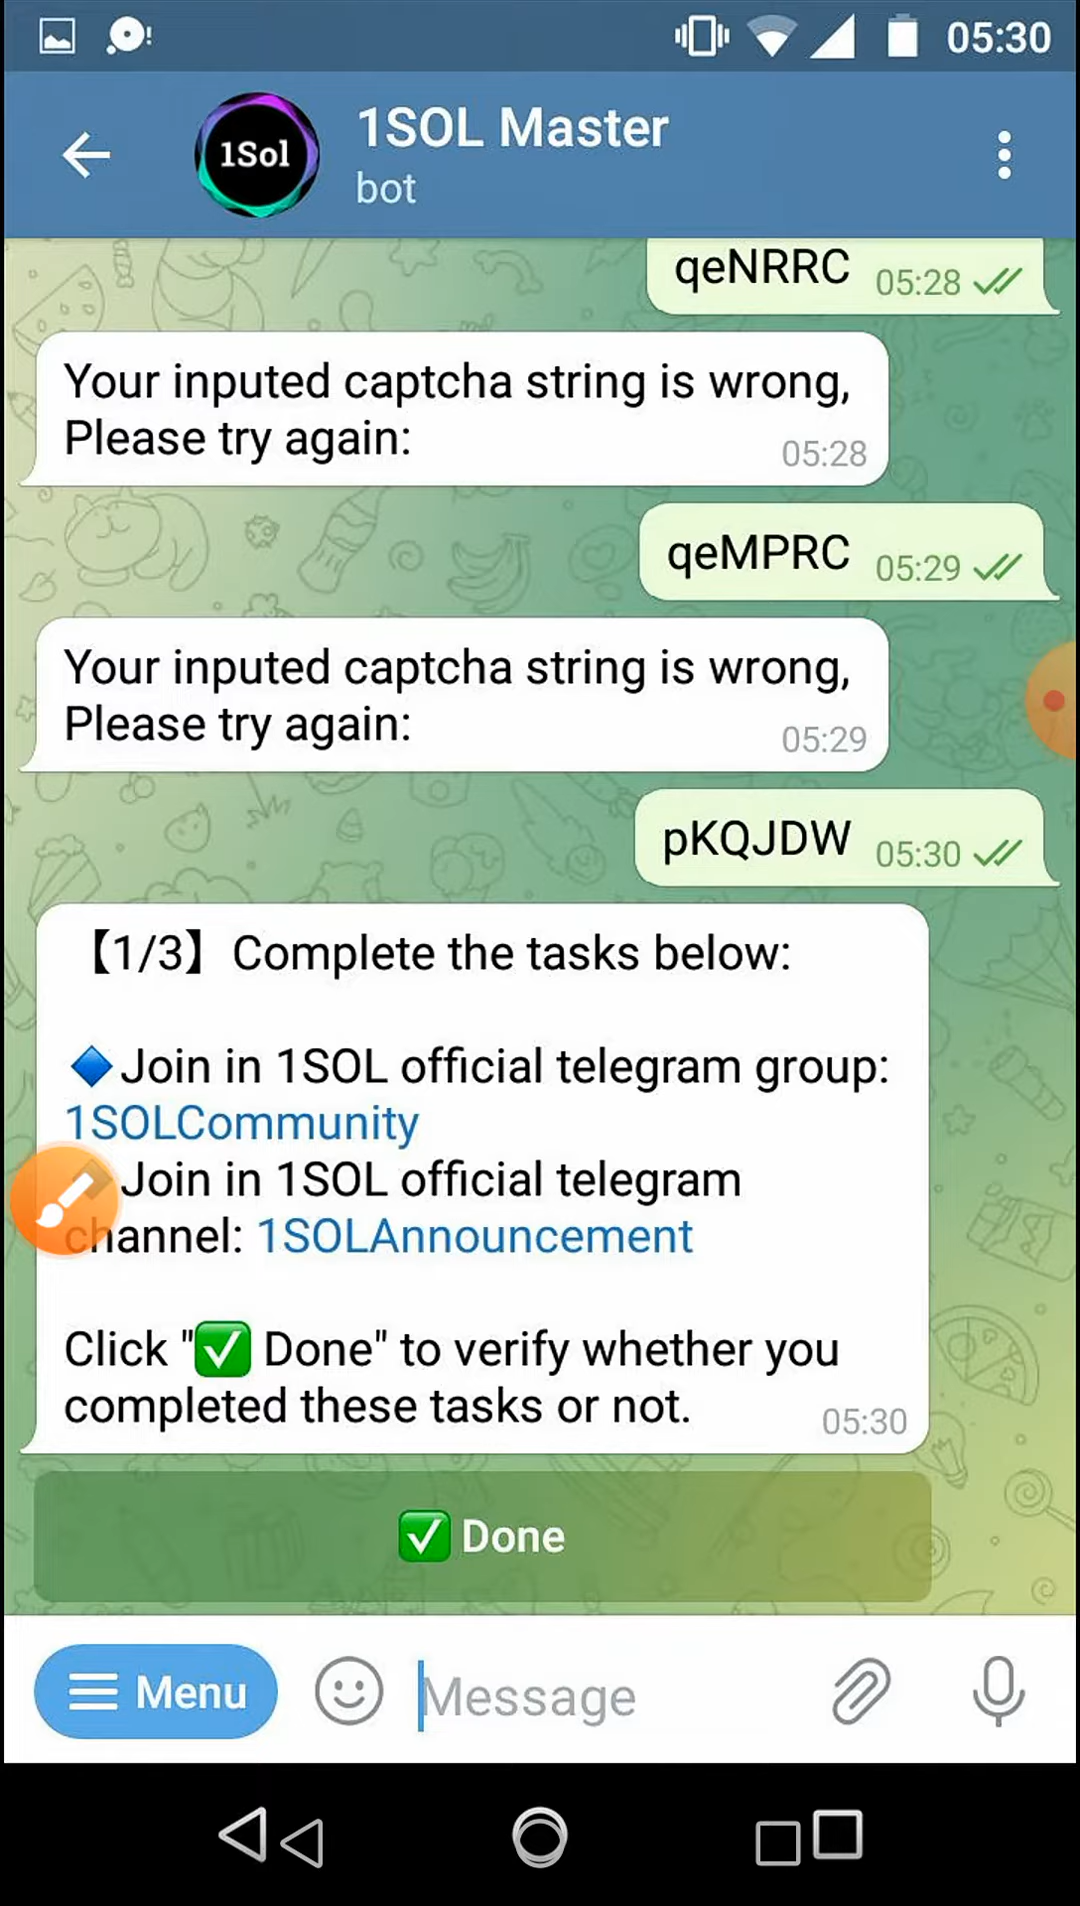 05:30
1Sol
1SOL Master
bot
qeNRRC 05:28
Your inputed captcha string is wrong,
Please try again:
05:28
qeMPRC 05:29
Your inputed captcha string is wrong,
Please try again:
05:29
pKQJDW 05:30
【1/3】Complete the tasks below:
🔷Join in 1SOL official telegram group:
1SOLCommunity
Join in 1SOL official telegram
channel: 1SOLAnnouncement
Click "✅ Done" to verify whether you
completed these tasks or not.
05:30
✅ Done
Menu
Message